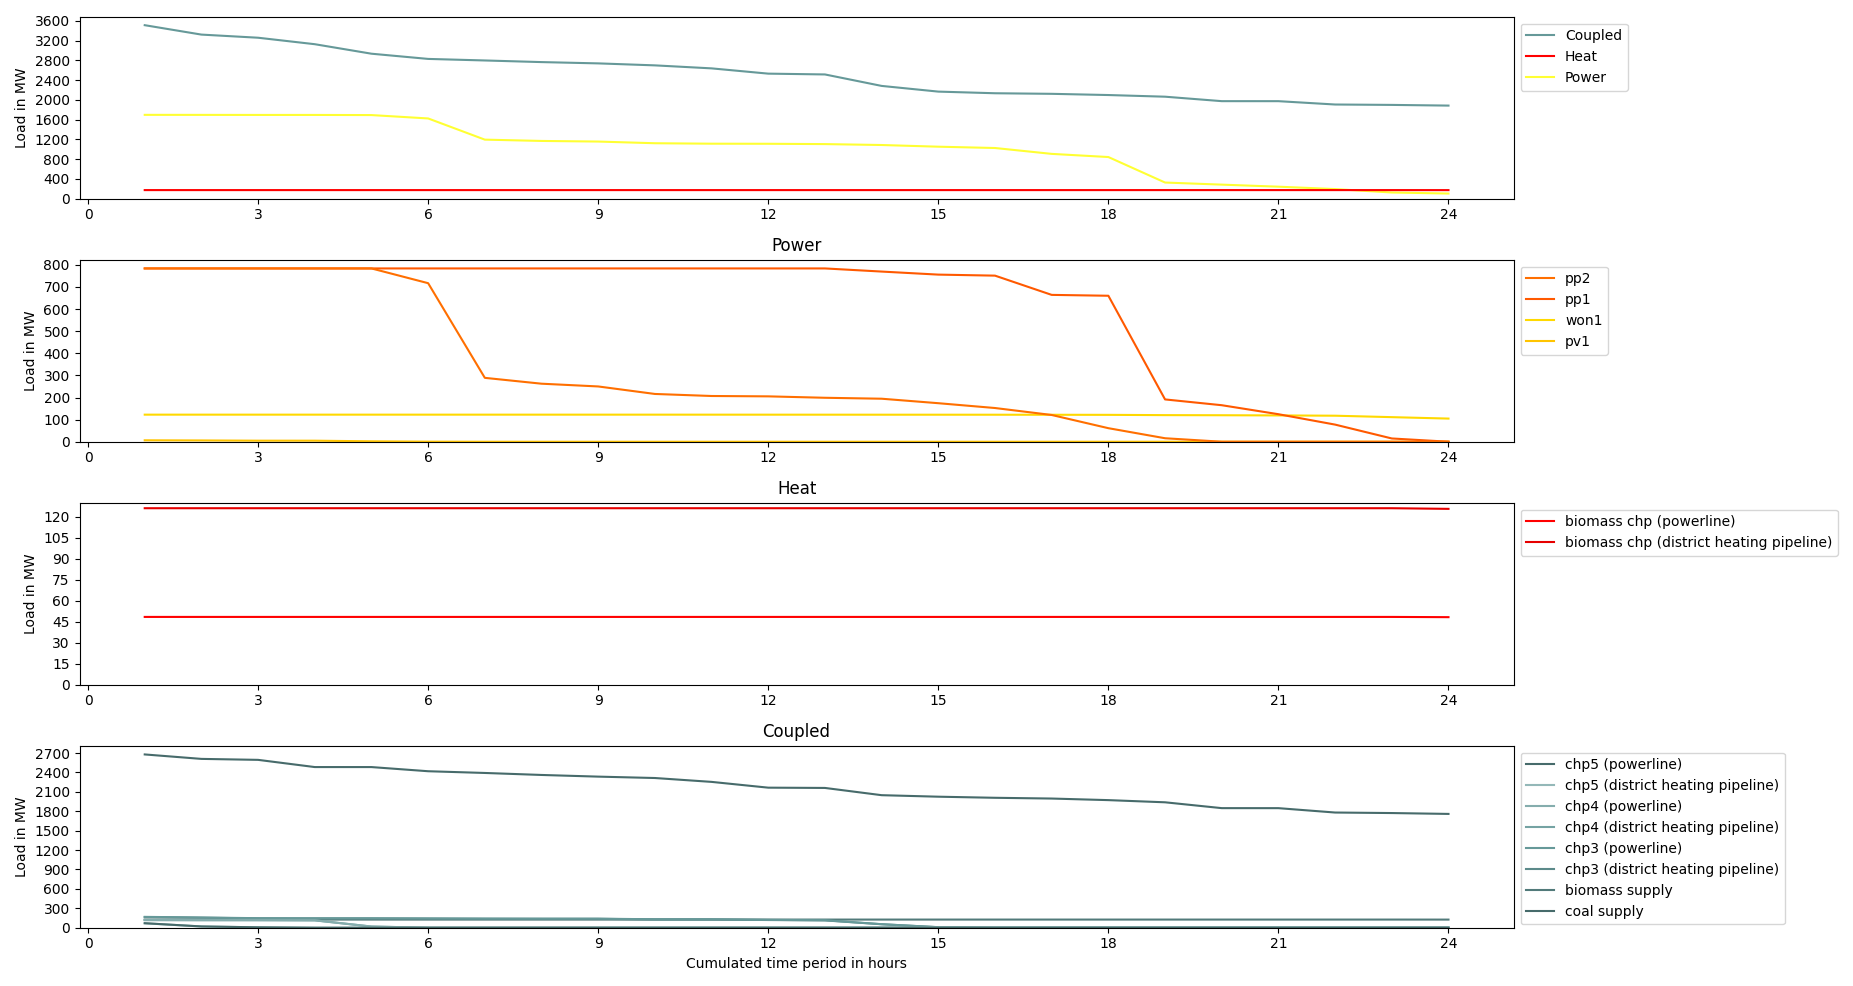 3600
3200
2800
2400
2000
1600
1200
800
400
0
Load in MW
0 3 6 9 12 15 18 21 24
Coupled
Heat
Power
Power
800
700
600
500
400
300
200
100
0
Load in MW
0 3 6 9 12 15 18 21 24
pp2
pp1
won1
pv1
Heat
120
105
90
75
60
45
30
15
0
Load in MW
0 3 6 9 12 15 18 21 24
biomass chp (powerline)
biomass chp (district heating pipeline)
Coupled
2700
2400
2100
1800
1500
1200
900
600
300
0
Load in MW
0 3 6 9 12 15 18 21 24
Cumulated time period in hours
chp5 (powerline)
chp5 (district heating pipeline)
chp4 (powerline)
chp4 (district heating pipeline)
chp3 (powerline)
chp3 (district heating pipeline)
biomass supply
coal supply